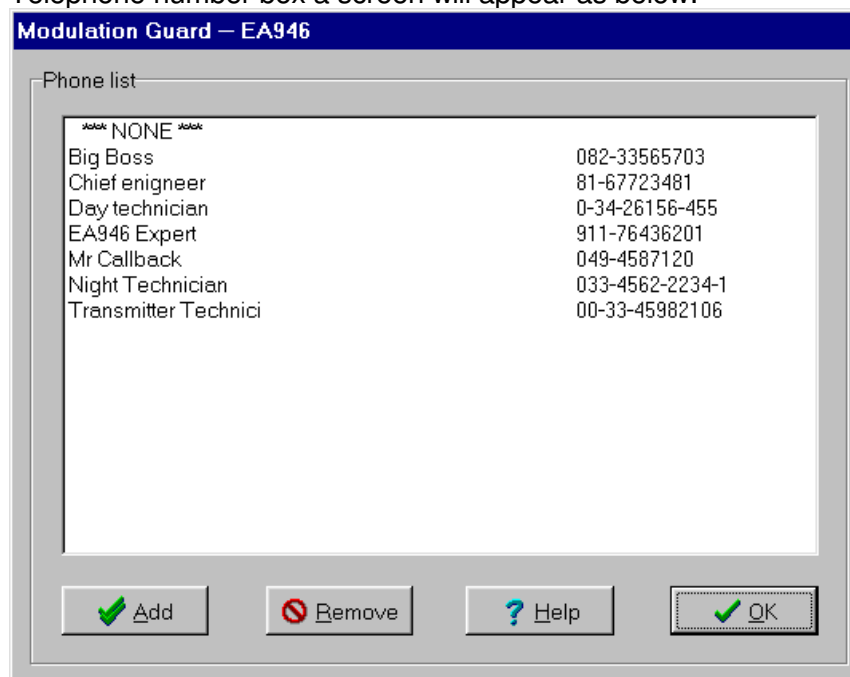 Telephone number box a screen will appear as below.
Modulation Guard – EA946
Phone list
*** NONE ***
Big Boss 082-33565703
Chief enigneer 81-67723481
Day technician 0-34-26156-455
EA946 Expert 911-76436201
Mr Callback 049-4587120
Night Technician 033-4562-2234-1
Transmitter Technici 00-33-45982106
Add Remove Help OK